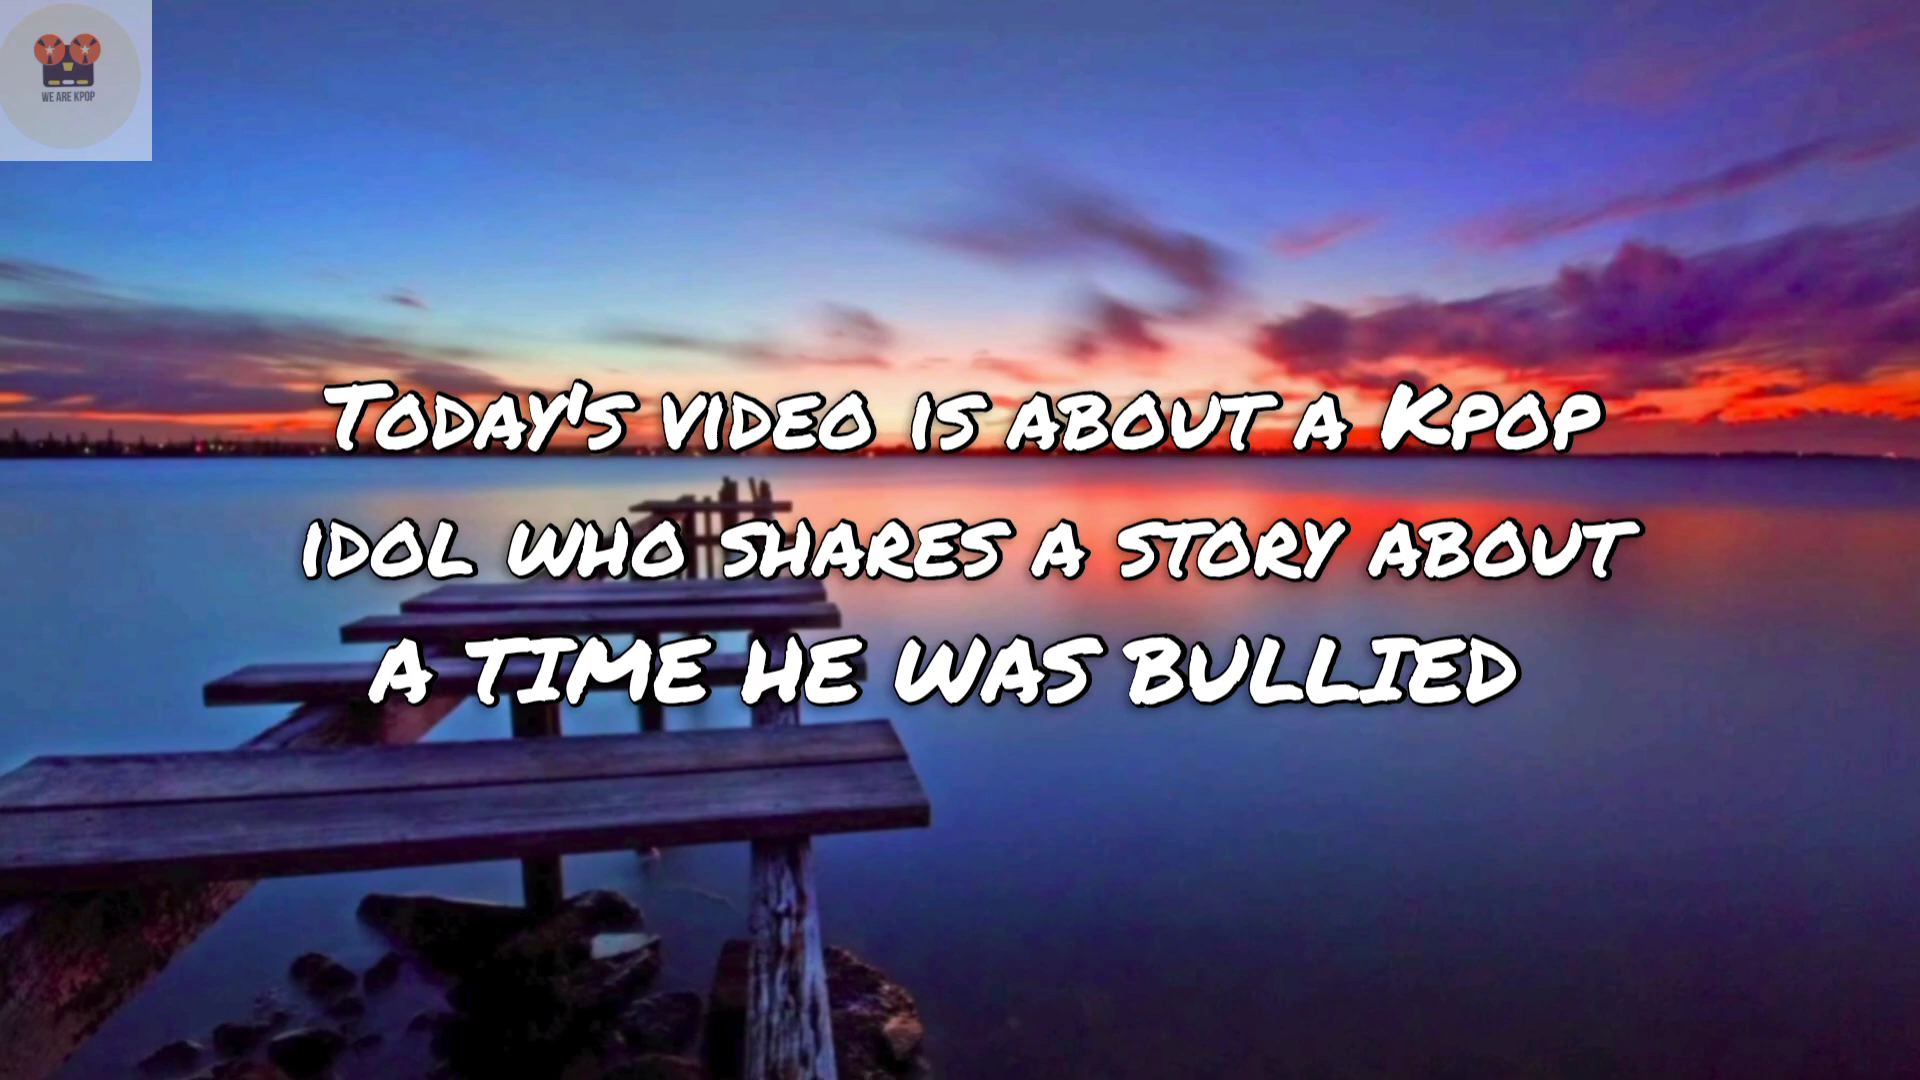 WE ARE KPOP
Today's video is about a Kpop
idol who shares a story about
a time he was bullied